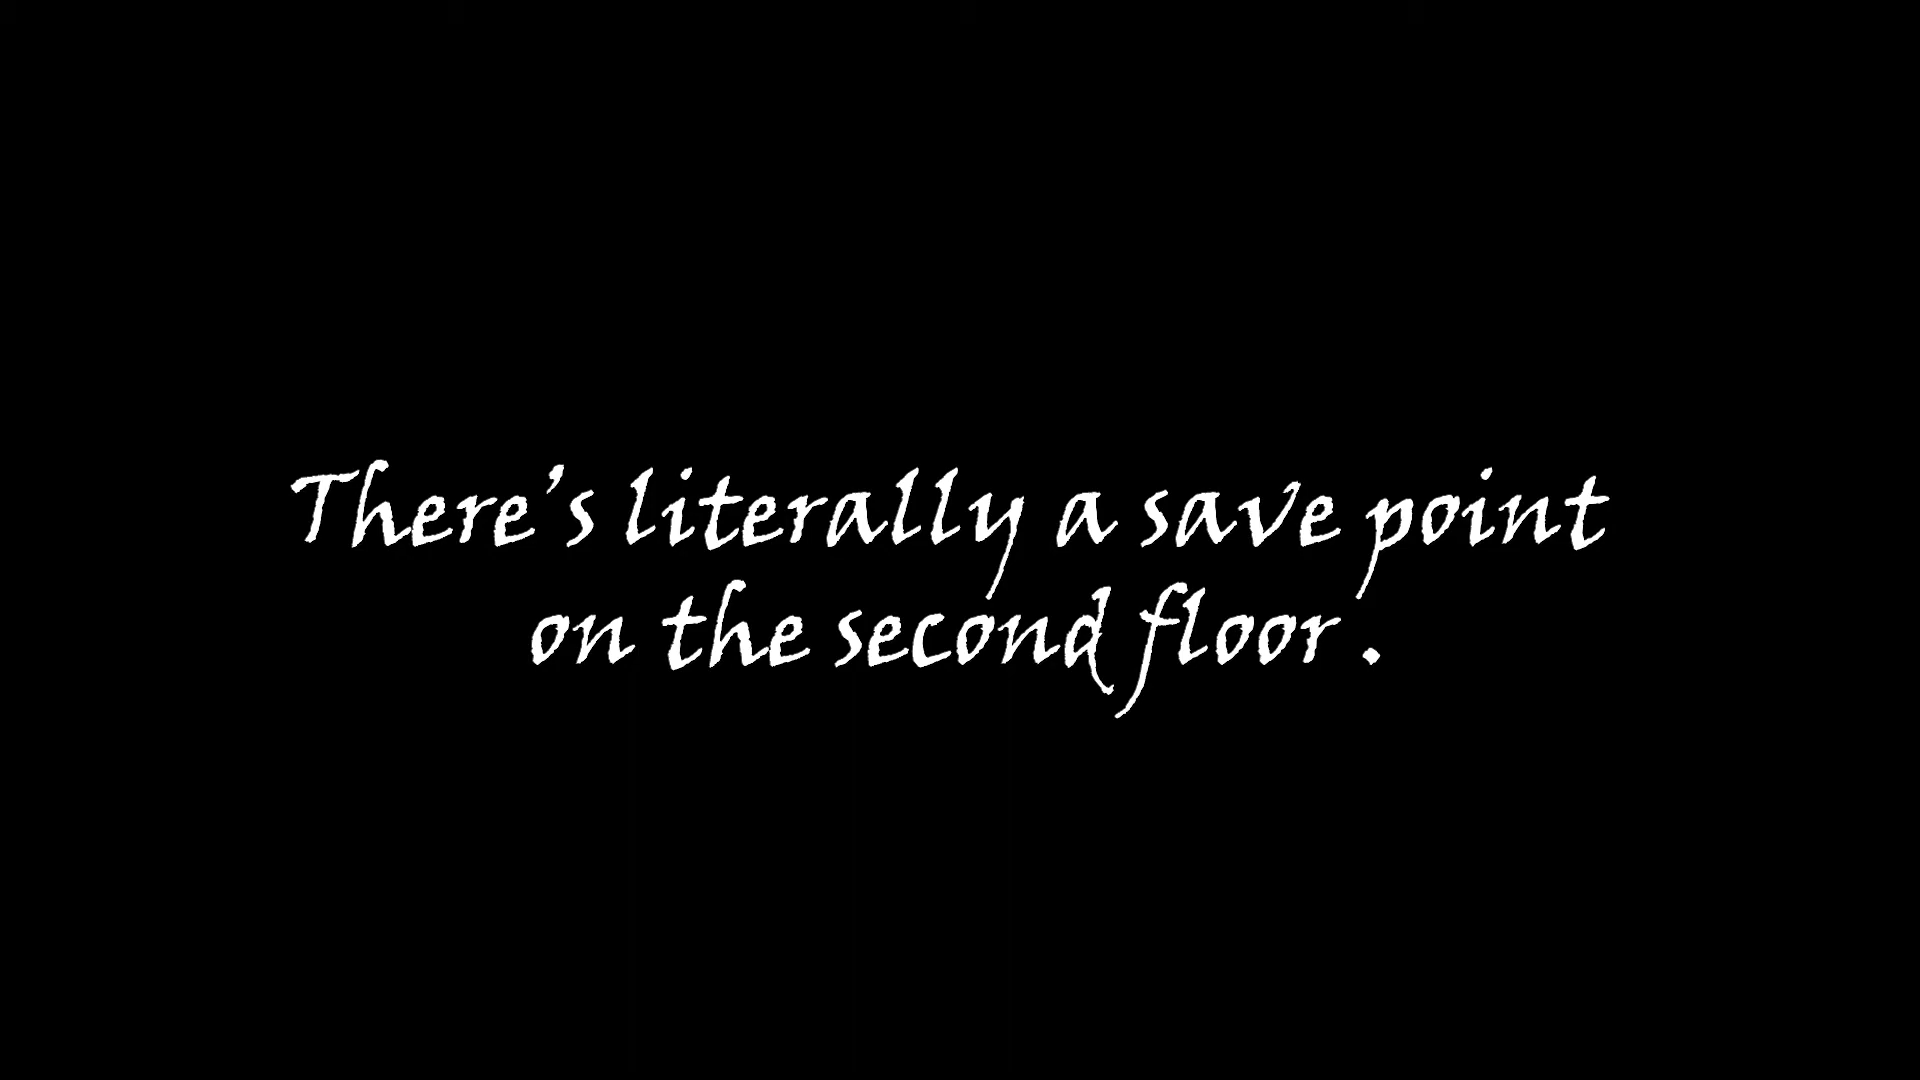 There's literally a save point
on the second floor .